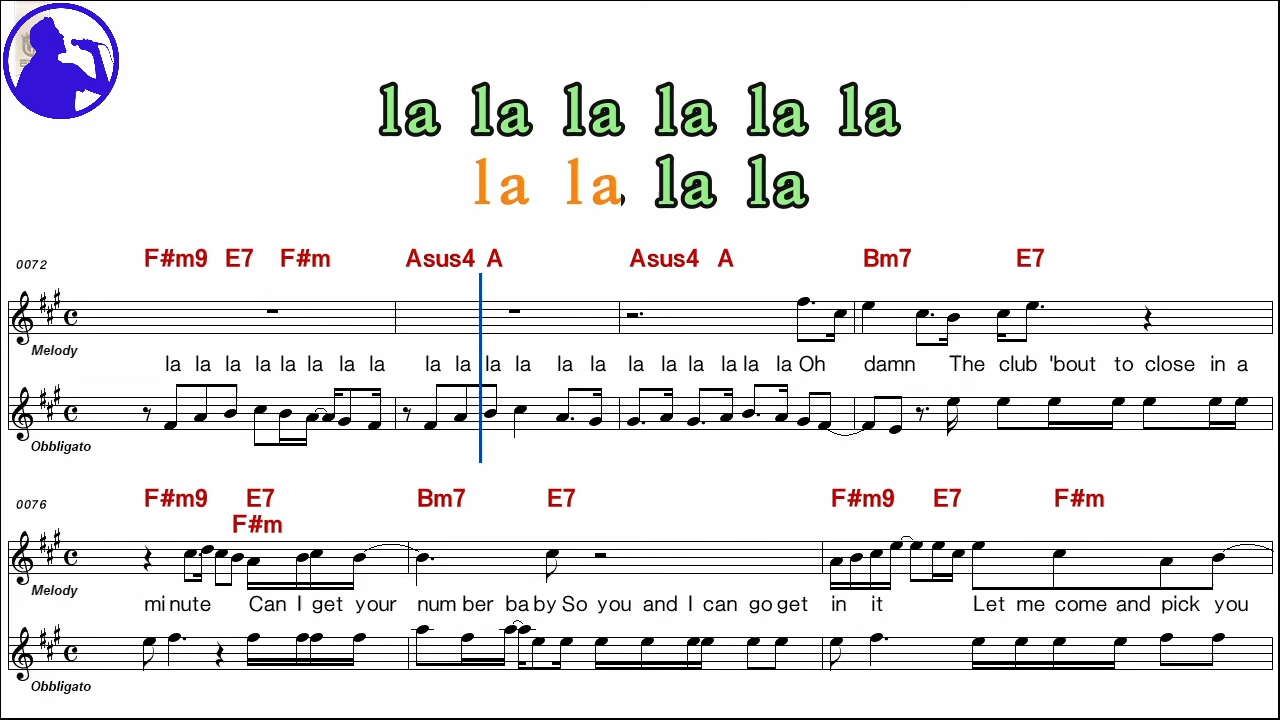 la la la la la la
la la, la la
F#m9 E7 F#m Asus4 A Asus4 A Bm7 E7
0072
Melody
la la la la la la la la la la la la la la la la la la la la Oh damn The club 'bout to close in a
Obbligato
F#m9 E7 Bm7 E7 F#m9 E7 F#m
0076
F#m
Melody
mi nute Can I get your num ber ba by So you and I can go get in it Let me come and pick you
Obbligato